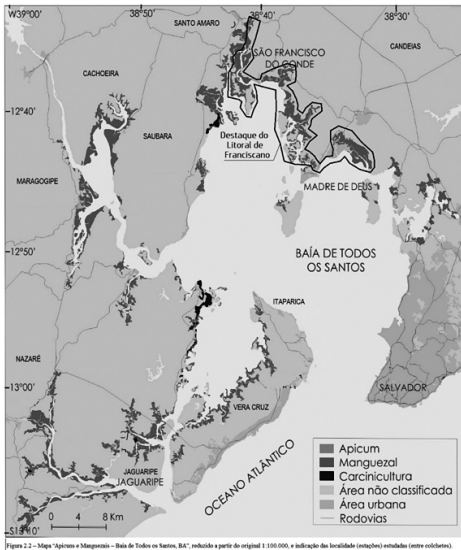 W39°00'
38°50'
38°40'
38°30'
SANTO AMARO
SÃO FRANCISCO
DO CONDE
CANDEIAS
CACHOEIRA
12°40'
SAUBARA
Destaque do
Litoral de
Franciscano
MARAGOGIPE
MADRE DE DEUS
12°50'
BAÍA DE TODOS
OS SANTOS
ITAPARICA
NAZARÉ
13°00'
SALVADOR
VERA CRUZ
JAGUARIPE
JAGUARIPE
OCEANO ATLÂNTICO
Apicum
Manguezal
Carcinicultura
Área não classificada
Área urbana
Rodovias
0 4 8 Km
S13°10'
Figura 2.2 – Mapa "Apicuns e Manguezais – Baía de Todos os Santos, BA", reduzido a partir do original 1:100.000, e indicação das localidade (estações) estudadas (entre colchetes).